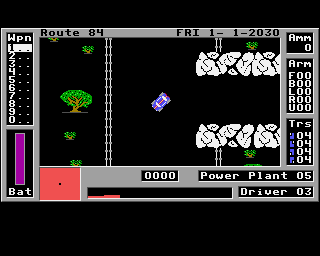 Wpn
Route 84
FRI 1- 1-2030
Amm
0
1
2
3
4
5
6
7
8
9
0
Arm
F00
B00
L00
R00
U00
Trs
04
04
04
04
Bat
0000
Power Plant 05
Driver 03